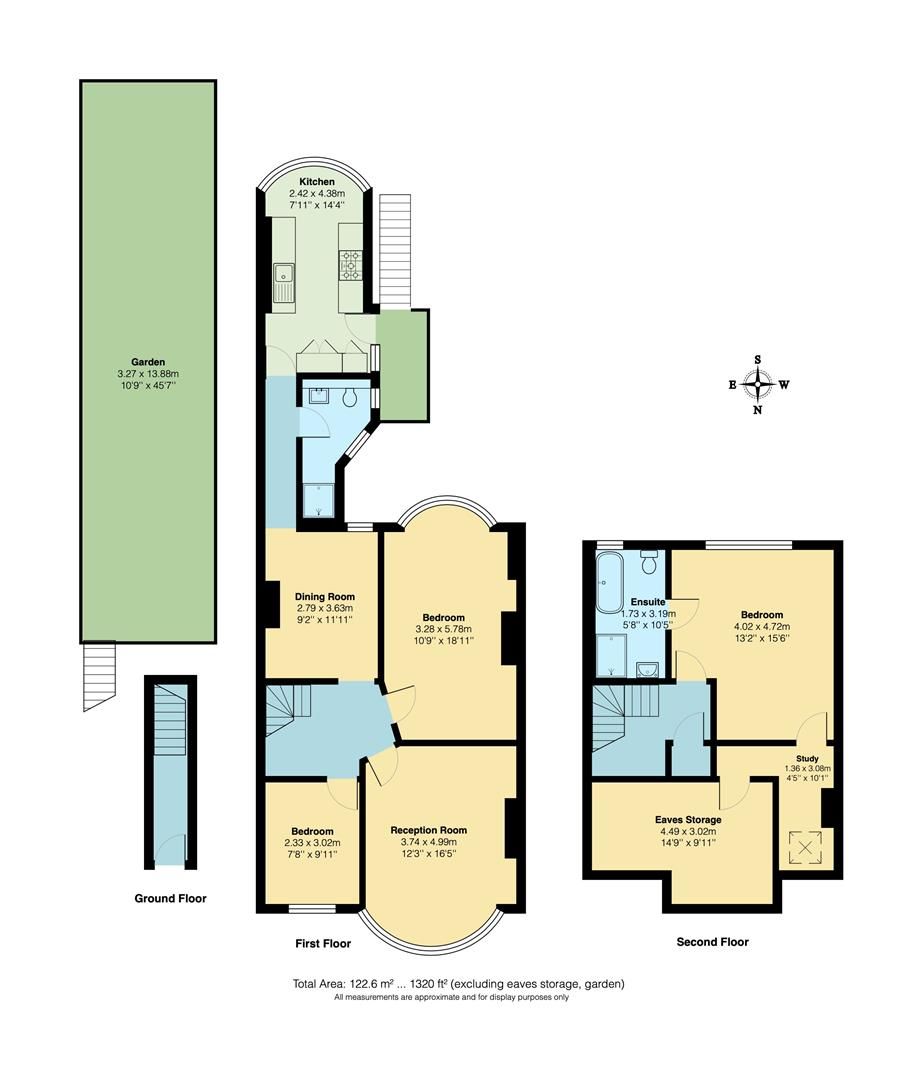 Kitchen
2.42 x 4.38m
7'11'' x 14'4''
Garden
3.27 x 13.88m
10'9'' x 45'7''
S
E W
N
Dining Room
2.79 x 3.63m
9'2'' x 11'11''
Bedroom
3.28 x 5.78m
10'9'' x 18'11''
Ensuite
1.73 x 3.19m
5'8'' x 10'5''
Bedroom
4.02 x 4.72m
13'2'' x 15'6''
Study
1.36 x 3.08m
4'5'' x 10'1''
Bedroom
2.33 x 3.02m
7'8'' x 9'11''
Reception Room
3.74 x 4.99m
12'3'' x 16'5''
Eaves Storage
4.49 x 3.02m
14'9'' x 9'11''
Ground Floor
First Floor
Second Floor
Total Area: 122.6 m² ... 1320 ft² (excluding eaves storage, garden)
All measurements are approximate and for display purposes only